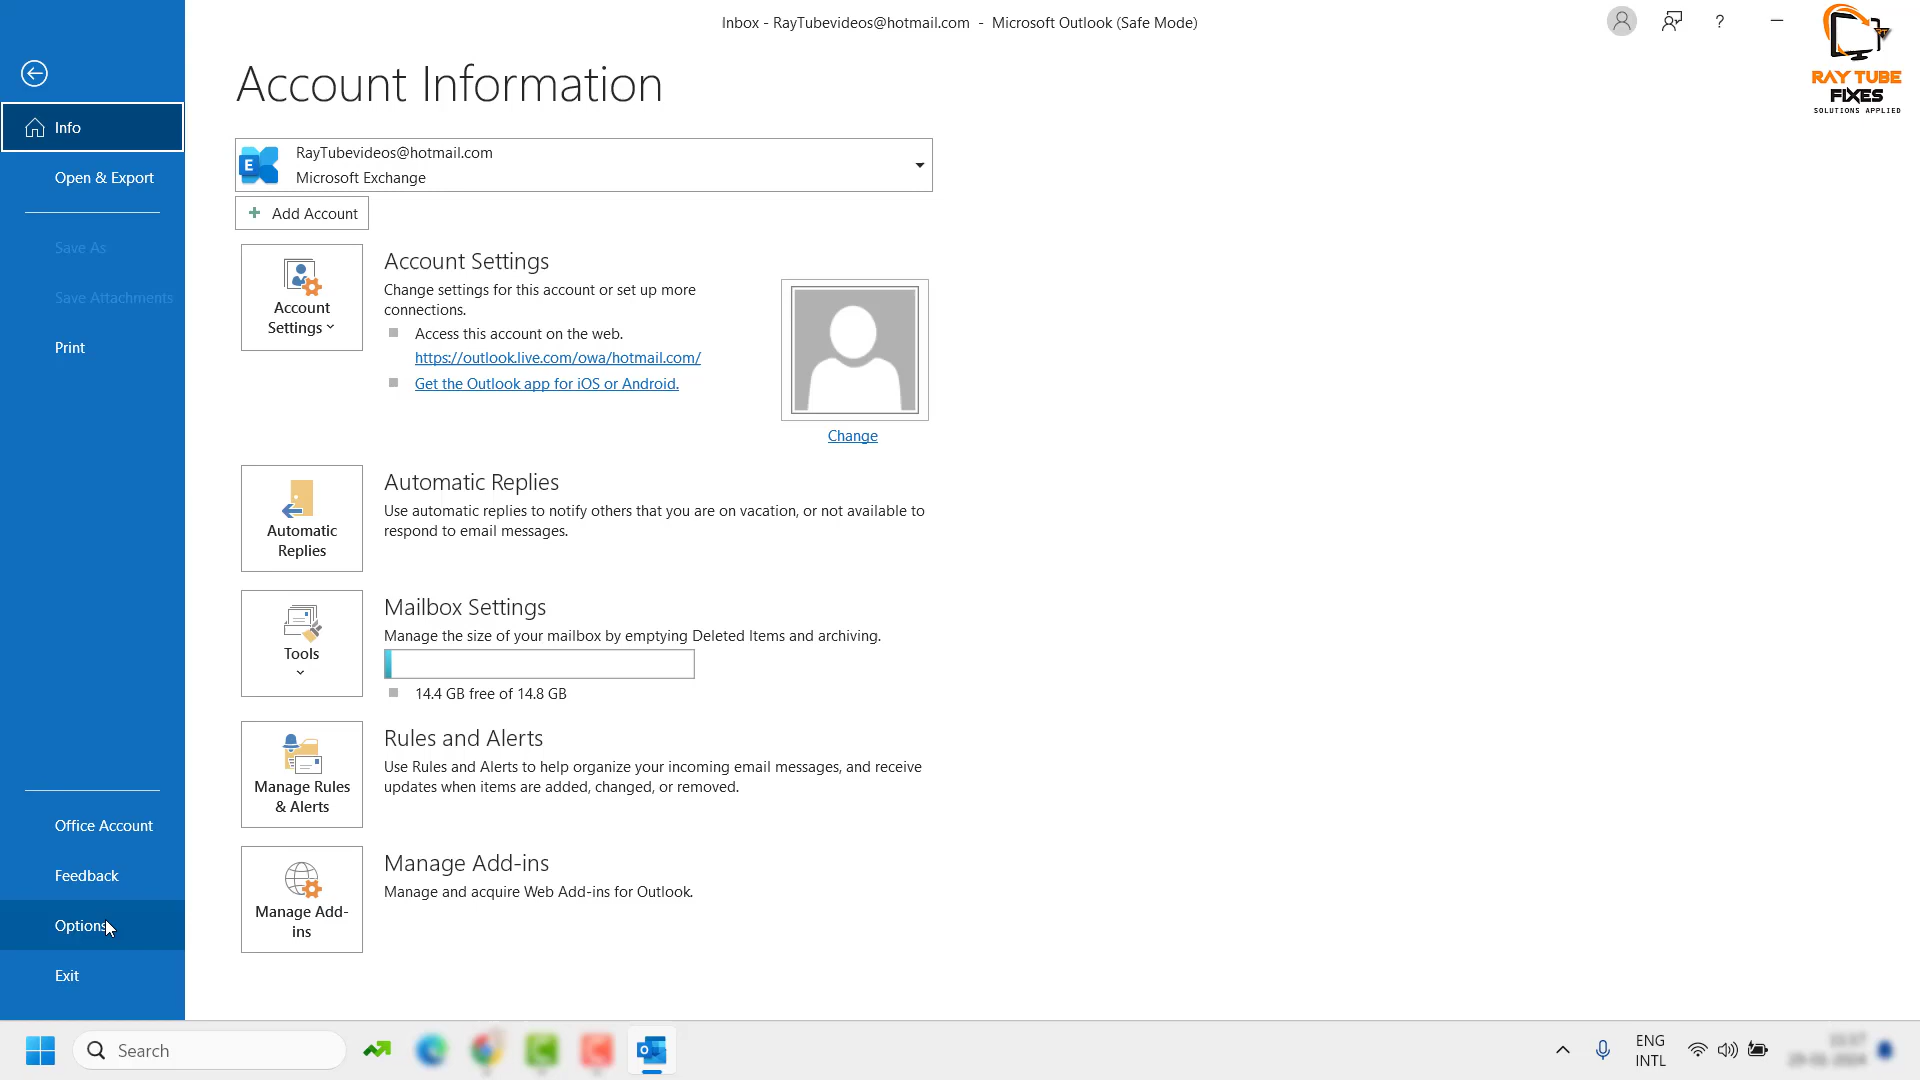 Inbox - RayTubevideos@hotmail.com - Microsoft Outlook (Safe Mode)
?
RAY TUBE
FIXES
SOLUTIONS APPLIED
Info
Open & Export
Save As
Save Attachments
Print
Office Account
Feedback
Options
Exit
Account Information
E
RayTubevideos@hotmail.com
Microsoft Exchange
+ Add Account
Account
Settings
Account Settings
Change settings for this account or set up more
connections.
Access this account on the web.
https://outlook.live.com/owa/hotmail.com/
Get the Outlook app for iOS or Android.
Change
Automatic
Replies
Automatic Replies
Use automatic replies to notify others that you are on vacation, or not available to
respond to email messages.
Tools
Mailbox Settings
Manage the size of your mailbox by emptying Deleted Items and archiving.
14.4 GB free of 14.8 GB
Manage Rules
& Alerts
Rules and Alerts
Use Rules and Alerts to help organize your incoming email messages, and receive
updates when items are added, changed, or removed.
Manage Add-
ins
Manage Add-ins
Manage and acquire Web Add-ins for Outlook.
Search
ENG
INTL